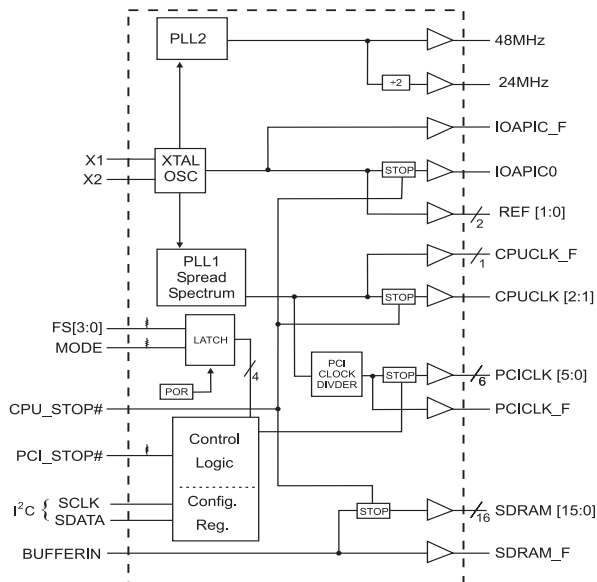 PLL2
48MHz
÷2
24MHz
IOAPIC_F
X1
X2
XTAL
OSC
STOP
IOAPIC0
REF [1:0]
2
PLL1
Spread
Spectrum
CPUCLK_F
1
STOP
CPUCLK [2:1]
FS[3:0]
MODE
LATCH
4
POR
PCI
CLOCK
DIVDER
STOP
PCICLK [5:0]
6
PCICLK_F
CPU_STOP#
PCI_STOP#
Control
Logic
Config.
Reg.
I²C { SCLK
SDATA
STOP
SDRAM [15:0]
16
BUFFERIN
SDRAM_F